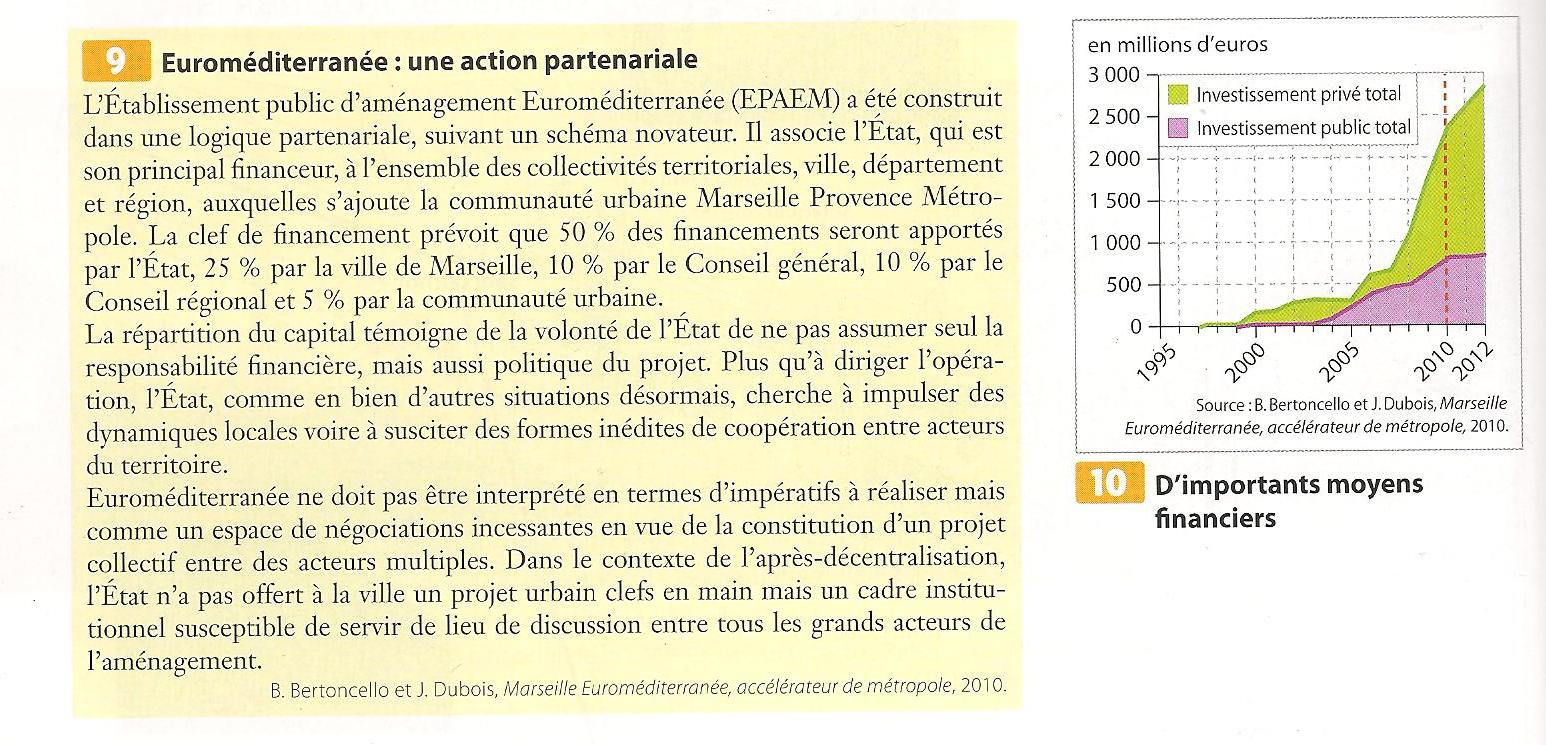 9 Euroméditerranée : une action partenariale
L'Établissement public d'aménagement Euroméditerranée (EPAEM) a été construit
dans une logique partenariale, suivant un schéma novateur. Il associe l'État, qui est
son principal financeur, à l'ensemble des collectivités territoriales, ville, département
et région, auxquelles s'ajoute la communauté urbaine Marseille Provence Métro-
pole. La clef de financement prévoit que 50 % des financements seront apportés
par l'État, 25 % par la ville de Marseille, 10 % par le Conseil général, 10 % par le
Conseil régional et 5 % par la communauté urbaine.
La répartition du capital témoigne de la volonté de l'État de ne pas assumer seul la
responsabilité financière, mais aussi politique du projet. Plus qu'à diriger l'opéra-
tion, l'État, comme en bien d'autres situations désormais, cherche à impulser des
dynamiques locales voire à susciter des formes inédites de coopération entre acteurs
du territoire.
Euroméditerranée ne doit pas être interprété en termes d'impératifs à réaliser mais
comme un espace de négociations incessantes en vue de la constitution d'un projet
collectif entre des acteurs multiples. Dans le contexte de l'après-décentralisation,
l'État n'a pas offert à la ville un projet urbain clefs en main mais un cadre institu-
tionnel susceptible de servir de lieu de discussion entre tous les grands acteurs de
l'aménagement.
B. Bertoncello et J. Dubois, Marseille Euroméditerranée, accélérateur de métropole, 2010.
en millions d'euros
3 000
2 500
2 000
1 500
1 000
500
0
Investissement privé total
Investissement public total
1995 2000 2005 2010 2012
Source : B. Bertoncello et J. Dubois, Marseille
Euroméditerranée, accélérateur de métropole, 2010.
10 D'importants moyens
financiers